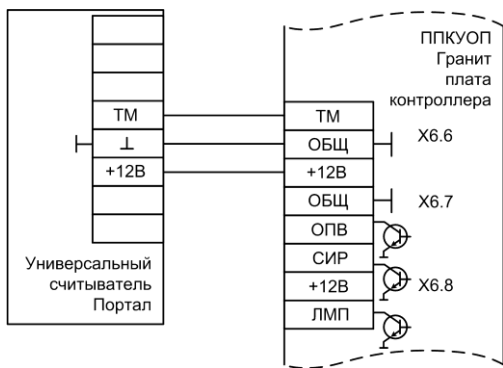 ППКУОП
Гранит
плата
контроллера
ТМ
⊥
+12В
Универсальный
считыватель
Портал
ТМ
ОБЩ
+12В
ОБЩ
ОПВ
СИР
+12В
ЛМП
X6.6
X6.7
X6.8